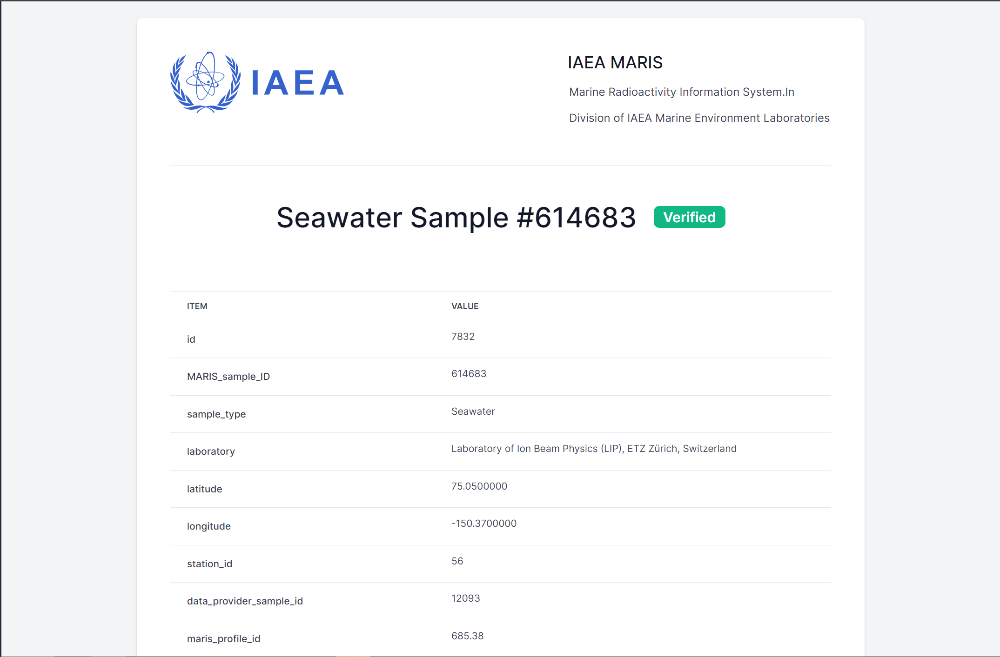 IAEA
IAEA MARIS
Marine Radioactivity Information System.In
Division of IAEA Marine Environment Laboratories
Seawater Sample #614683 Verified
ITEM VALUE
id 7832
MARIS_sample_ID 614683
sample_type Seawater
laboratory Laboratory of Ion Beam Physics (LIP), ETZ Zürich, Switzerland
latitude 75.0500000
longitude -150.3700000
station_id 56
data_provider_sample_id 12093
maris_profile_id 685.38